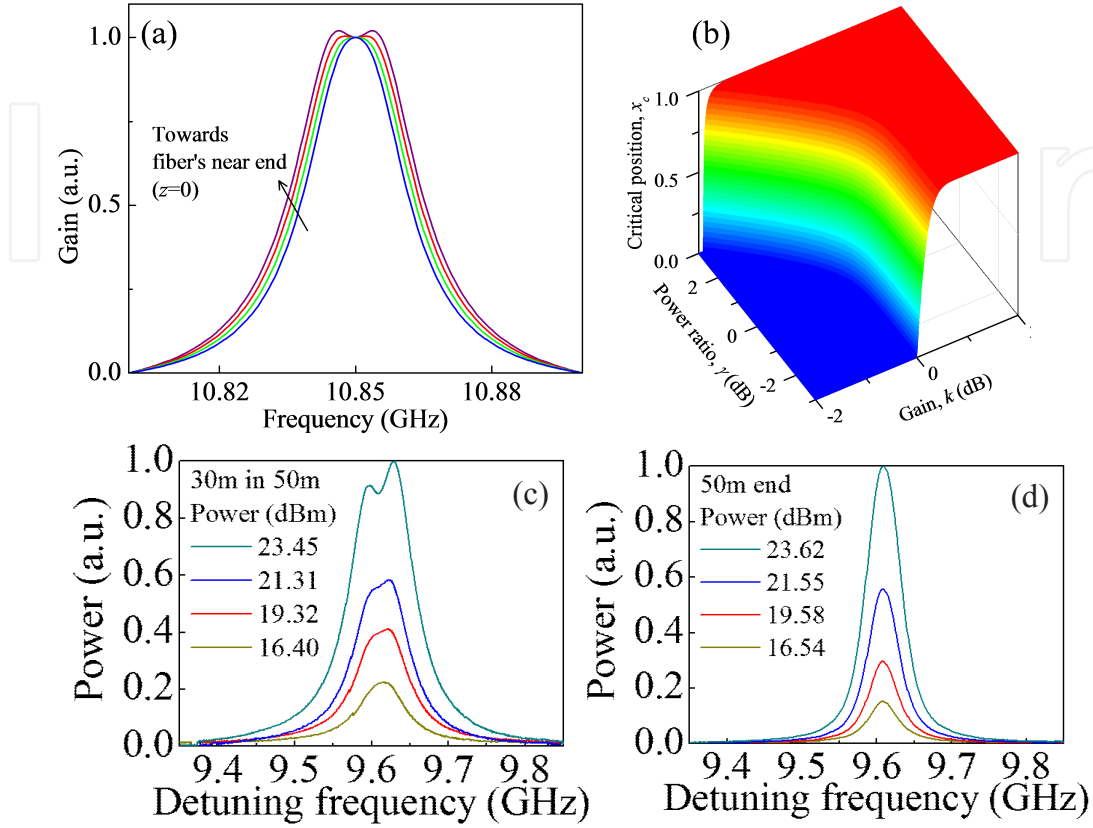 (a)
1.0
0.5
0.0
Gain (a.u.)
Towards
fiber's near end
(z=0)
10.82
10.85
10.88
Frequency (GHz)
(b)
Critical position, x_c
1.0
0.5
0.0
2
0
-2
Power ratio, γ (dB)
-2
0
Gain, k (dB)
(c)
1.0
0.8
0.6
0.4
0.2
0.0
Power (a.u.)
30m in 50m
Power (dBm)
23.45
21.31
19.32
16.40
9.4
9.5
9.6
9.7
9.8
Detuning frequency (GHz)
(d)
1.0
0.8
0.6
0.4
0.2
0.0
Power (a.u.)
50m end
Power (dBm)
23.62
21.55
19.58
16.54
9.4
9.5
9.6
9.7
9.8
Detuning frequency (GHz)